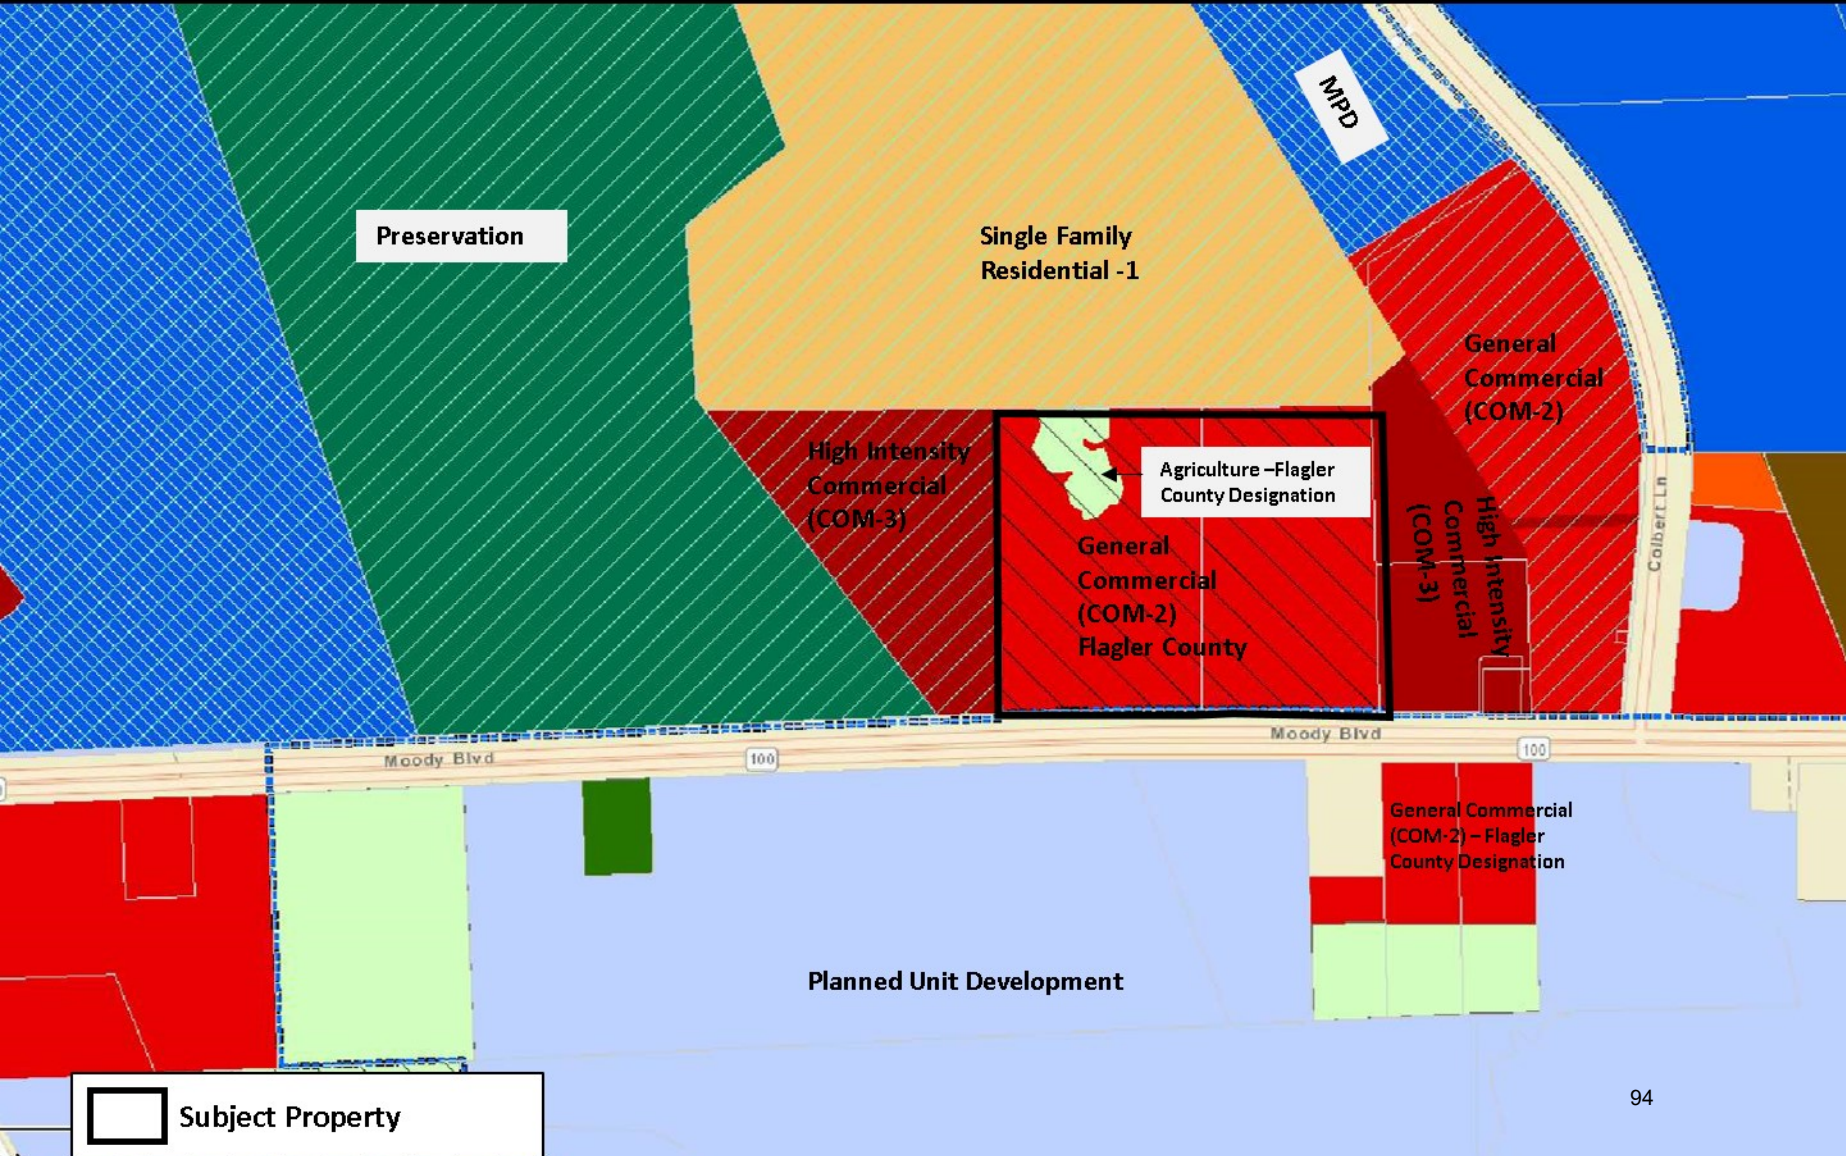 MPD
Preservation
Single Family
Residential -1
General
Commercial
(COM-2)
High Intensity
Commercial
(COM-3)
Agriculture –Flagler
County Designation
General
Commercial
(COM-2)
Flagler County
High Intensity
Commercial
(COM-3)
Colbert Ln
Moody Blvd
100
Moody Blvd
100
General Commercial
(COM-2) – Flagler
County Designation
Planned Unit Development
Subject Property
94